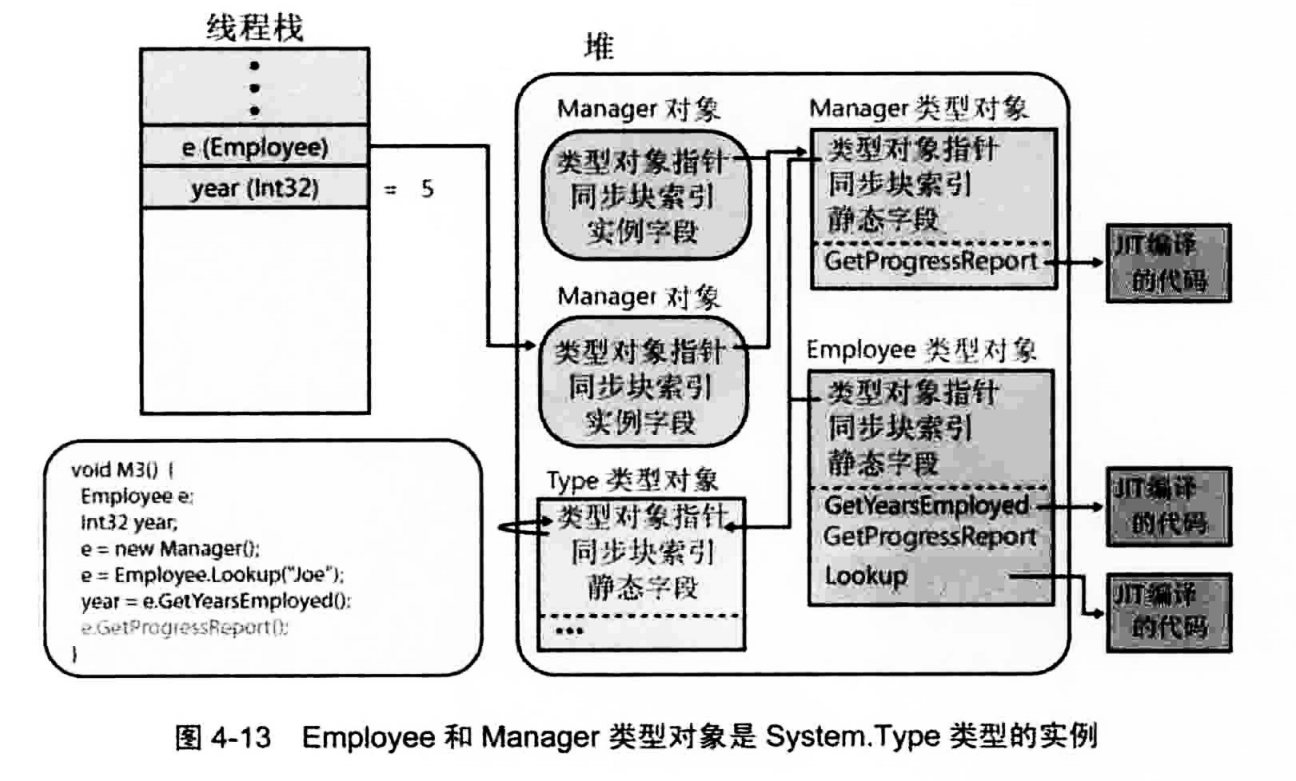 线程栈
e (Employee)
year (Int32)
= 5
堆
Manager 对象
类型对象指针
同步块索引
实例字段
Manager 对象
类型对象指针
同步块索引
实例字段
Type 类型对象
类型对象指针
同步块索引
静态字段
•••
Manager 类型对象
类型对象指针
同步块索引
静态字段
GetProgressReport
JIT编译
的代码
Employee 类型对象
类型对象指针
同步块索引
静态字段
GetYearsEmployed
GetProgressReport
Lookup
JIT编译
的代码
JIT编译
的代码
void M3() {
Employee e;
Int32 year;
e = new Manager();
e = Employee.Lookup("Joe");
year = e.GetYearsEmployed();
e.GetProgressReport();
}
图 4-13 Employee 和 Manager 类型对象是 System.Type 类型的实例